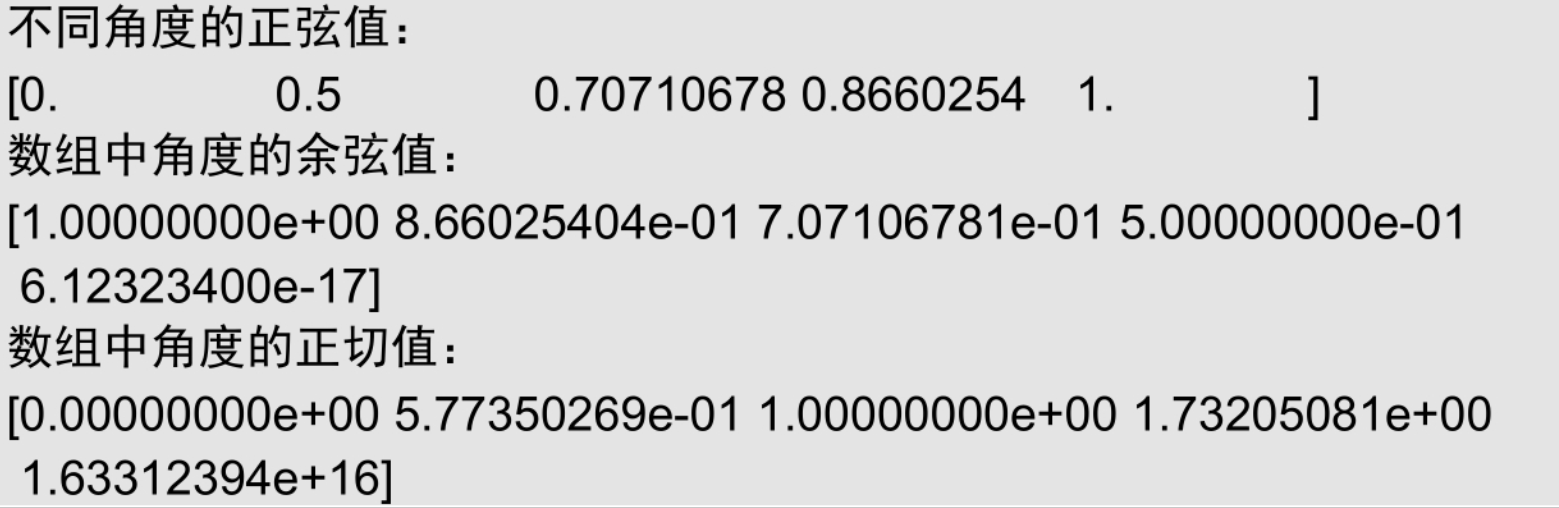 不同角度的正弦值：
[0. 0.5 0.70710678 0.8660254 1. ]
数组中角度的余弦值：
[1.00000000e+00 8.66025404e-01 7.07106781e-01 5.00000000e-01
6.12323400e-17]
数组中角度的正切值：
[0.00000000e+00 5.77350269e-01 1.00000000e+00 1.73205081e+00
1.63312394e+16]